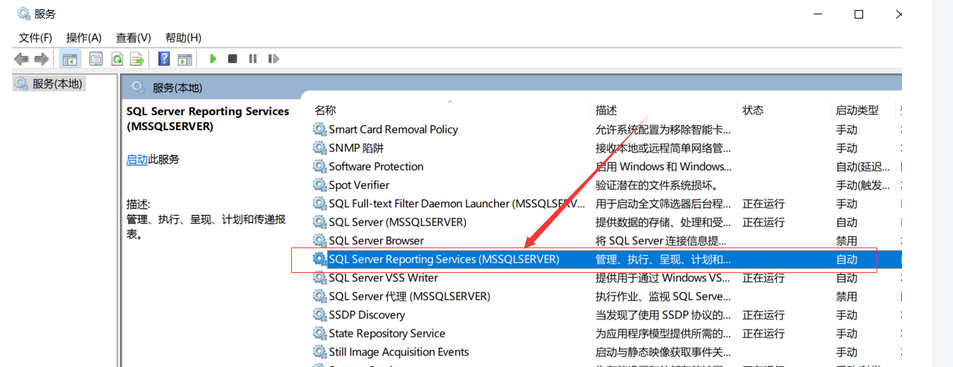 服务
文件(F) 操作(A) 查看(V) 帮助(H)
服务(本地)
服务(本地)
SQL Server Reporting Services
(MSSQLSERVER)
启动此服务
描述:
管理、执行、呈现、计划和传递报
表。
名称 描述 状态 启动类型
Smart Card Removal Policy 允许系统配置为移除智能卡... 手动
SNMP 陷阱 接收本地或远程简单网络管... 手动
Software Protection 启用 Windows 和 Windows... 自动(延迟...
Spot Verifier 验证潜在的文件系统损坏。 手动(触发...
SQL Full-text Filter Daemon Launcher (MSSQLSERV... 用于启动全文筛选器后台程... 正在运行 手动
SQL Server (MSSQLSERVER) 提供数据的存储、处理和受... 正在运行 自动
SQL Server Browser 将 SQL Server 连接信息提... 禁用
SQL Server Reporting Services (MSSQLSERVER) 管理、执行、呈现、计划和... 自动
SQL Server VSS Writer 提供用于通过 Windows VS... 正在运行 自动
SQL Server 代理 (MSSQLSERVER) 执行作业、监视 SQL Serve... 禁用
SSDP Discovery 当发现了使用 SSDP 协议的... 正在运行 手动
State Repository Service 为应用程序模型提供所需的... 正在运行 手动
Still Image Acquisition Events 启动与静态映像获取事件关... 手动